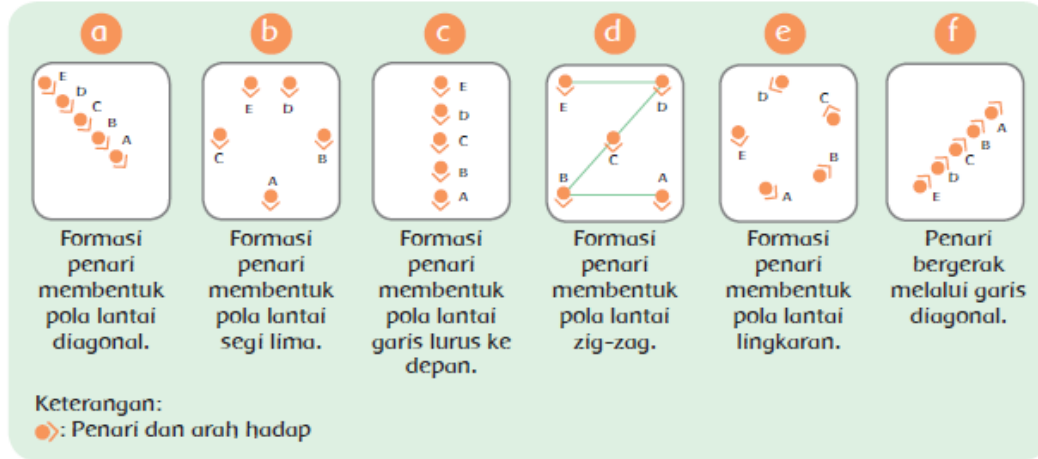 a
b
c
d
e
f
E
D
C
B
A
E
D
C
B
A
E
D
C
B
A
E
D
C
B
A
D
C
E
B
A
A
B
C
D
E
Formasi
penari
membentuk
pola lantai
diagonal.
Formasi
penari
membentuk
pola lantai
segi lima.
Formasi
penari
membentuk
pola lantai
garis lurus ke
depan.
Formasi
penari
membentuk
pola lantai
zig-zag.
Formasi
penari
membentuk
pola lantai
lingkaran.
Penari
bergerak
melalui garis
diagonal.
Keterangan:
: Penari dan arah hadap